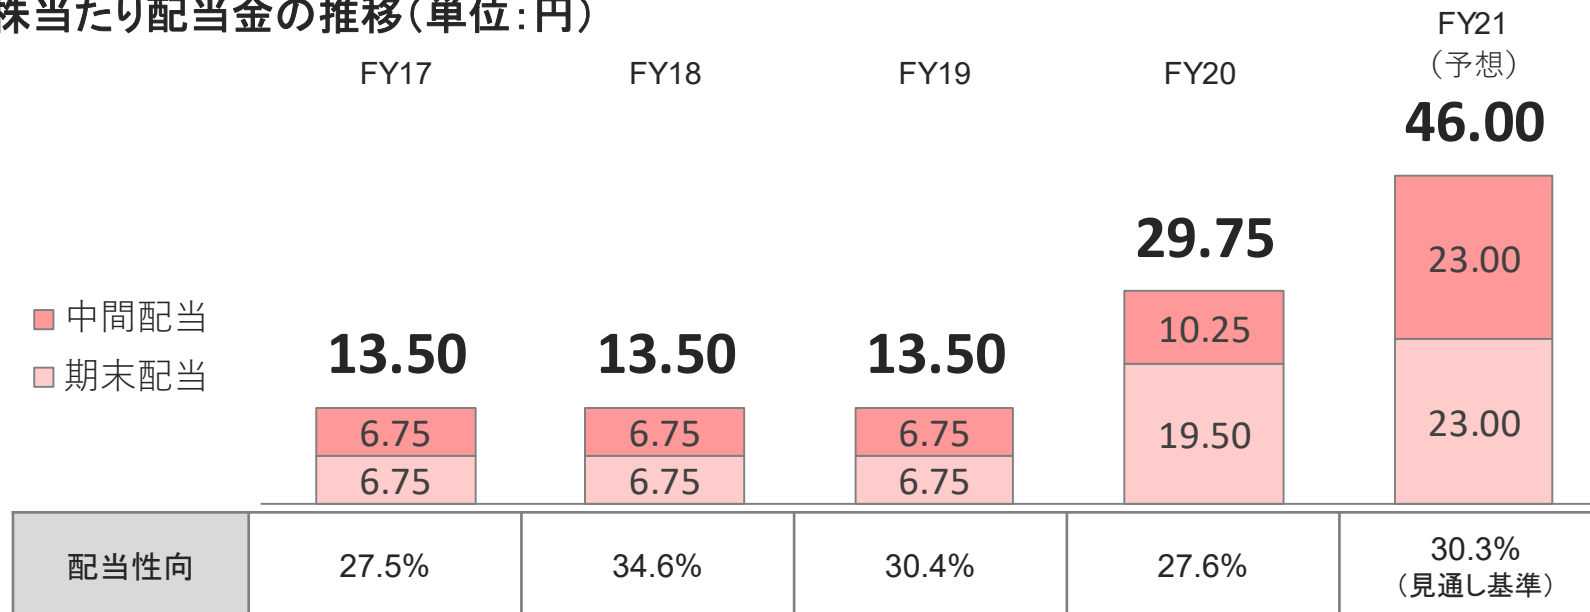 株当たり配当金の推移（単位：円）
FY17
FY18
FY19
FY20
FY21
（予想）
13.50
13.50
13.50
29.75
46.00
中間配当
期末配当
6.75
6.75
6.75
10.25
23.00
6.75
6.75
6.75
19.50
23.00
配当性向
27.5%
34.6%
30.4%
27.6%
30.3%
（見通し基準）